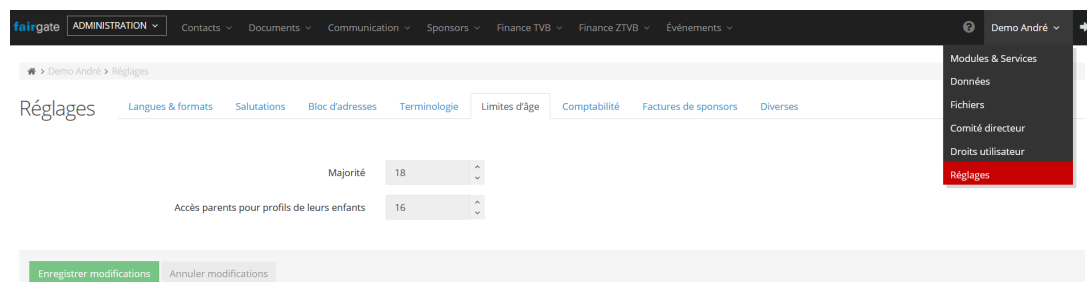 fairgate ADMINISTRATION Contacts Documents Communication Sponsors Finance TVB Finance ZTVB Événements Demo André
Modules & Services
> Demo André > Réglages
Données
Réglages Langues & formats Salutations Bloc d'adresses Terminologie Limites d'âge Comptabilité Factures de sponsors Diverses
Fichiers
Comité directeur
Droits utilisateur
Réglages
Majorité 18
Accès parents pour profils de leurs enfants 16
Enregistrer modifications Annuler modifications